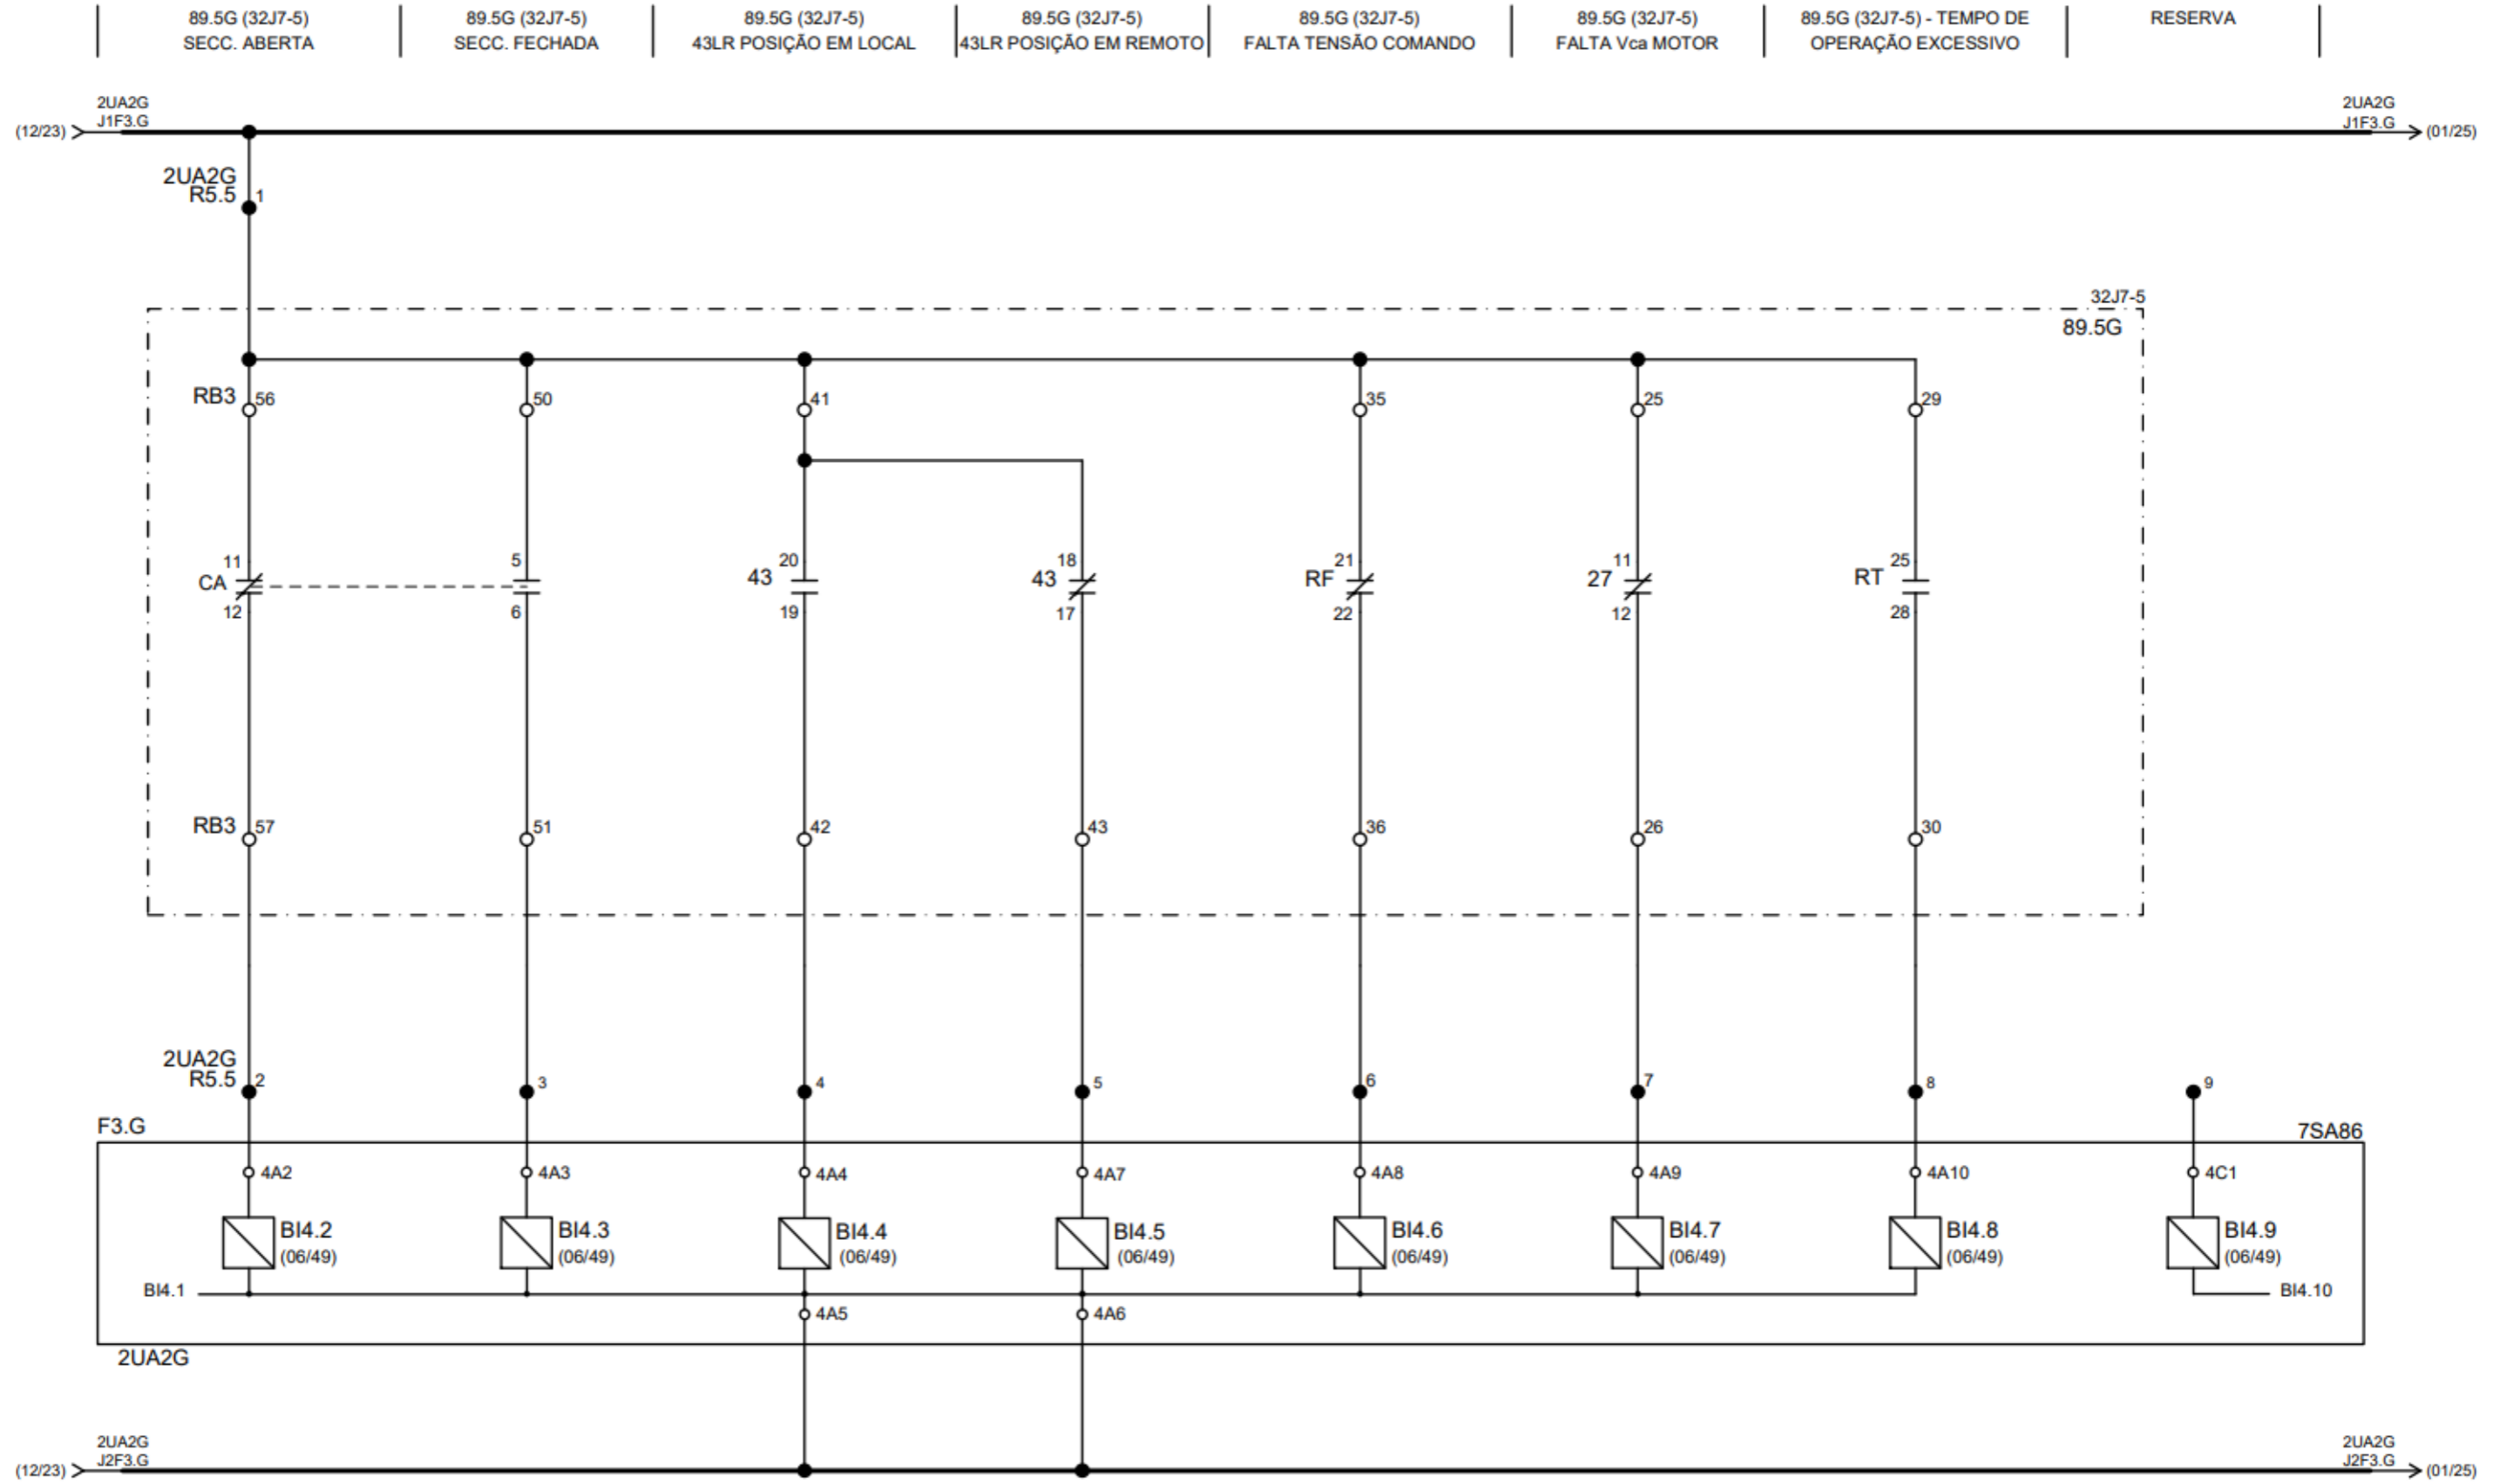 89.5G (32J7-5)
SECC. ABERTA
89.5G (32J7-5)
SECC. FECHADA
89.5G (32J7-5)
43LR POSIÇÃO EM LOCAL
89.5G (32J7-5)
43LR POSIÇÃO EM REMOTO
89.5G (32J7-5)
FALTA TENSÃO COMANDO
89.5G (32J7-5)
FALTA Vca MOTOR
89.5G (32J7-5) - TEMPO DE
OPERAÇÃO EXCESSIVO
RESERVA
2UA2G
J1F3.G
(12/23)
2UA2G
J1F3.G
(01/25)
2UA2G
R5.5
1
32J7-5
89.5G
RB3
56
50
41
35
25
29
11
5
20
18
21
11
25
CA
43
43
RF
27
RT
12
6
19
17
22
12
28
RB3
57
51
42
43
36
26
30
2UA2G
R5.5
2
3
4
5
6
7
8
9
F3.G
7SA86
4A2
4A3
4A4
4A7
4A8
4A9
4A10
4C1
BI4.2
(06/49)
BI4.3
(06/49)
BI4.4
(06/49)
BI4.5
(06/49)
BI4.6
(06/49)
BI4.7
(06/49)
BI4.8
(06/49)
BI4.9
(06/49)
BI4.1
BI4.10
4A5
4A6
2UA2G
2UA2G
J2F3.G
(12/23)
2UA2G
J2F3.G
(01/25)